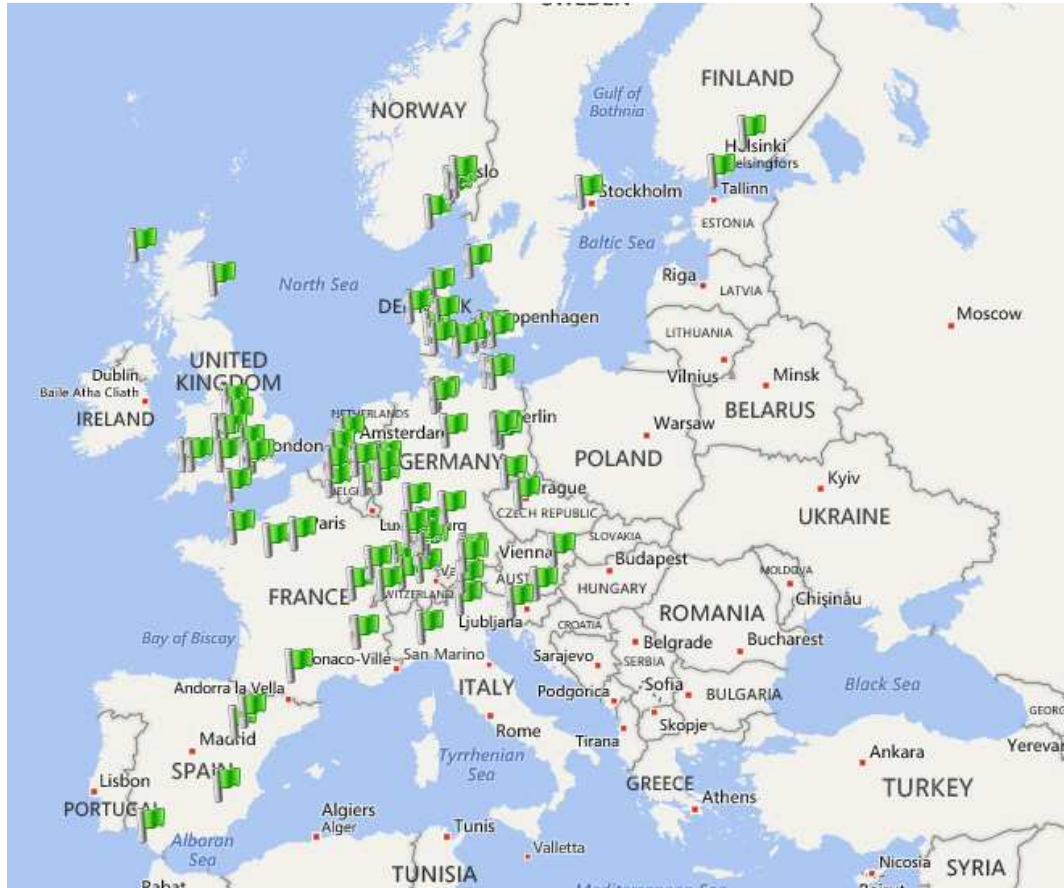 FINLAND
NORWAY
Gulf of
Bothnia
Helsinki
Helsingfors
Stockholm
Tallinn
ESTONIA
Baltic Sea
North Sea
Riga
LATVIA
Moscow
LITHUANIA
Vilnius
Minsk
BELARUS
UNITED
KINGDOM
Dublin
Baile Atha Cliath
IRELAND
NETHERLANDS
Amsterdam
Warsaw
POLAND
GERMANY
Kyiv
UKRAINE
CZECH REPUBLIC
SLOVAKIA
Vienna
Budapest
HUNGARY
MOLDOVA
Chişinău
FRANCE
ROMANIA
Ljubljana
CROATIA
Belgrade
Bucharest
Bay of Biscay
San Marino
Sarajevo
SERBIA
Andorra la Vella
ITALY
Podgorica
Sofia
BULGARIA
Black Sea
Skopje
Rome
Tirana
Madrid
SPAIN
Tyrrhenian
Sea
GREECE
Ankara
TURKEY
Lisbon
Athens
Algiers
Alger
Tunis
Valletta
Alboran
Sea
TUNISIA
Nicosia
SYRIA